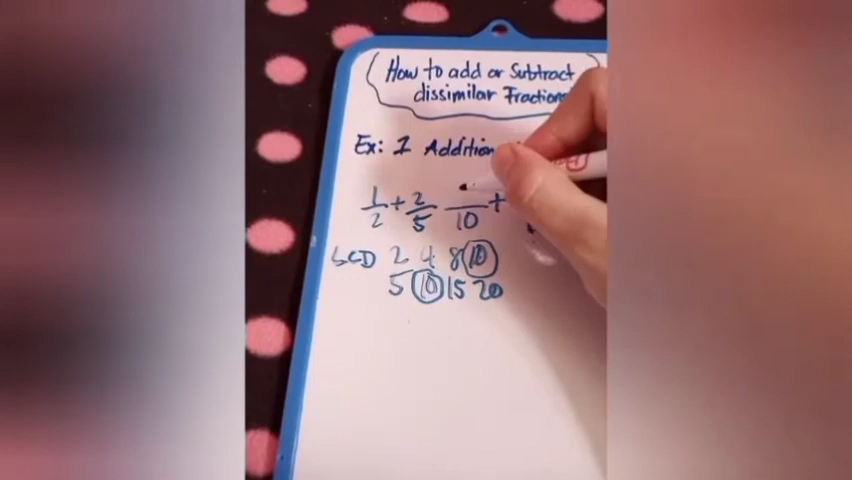 How to add or Subtract
dissimilar Fractions
Ex: 1 Addition
1/2 + 2/5 /10 +
LCD 2 4 8 10
5 10 15 20